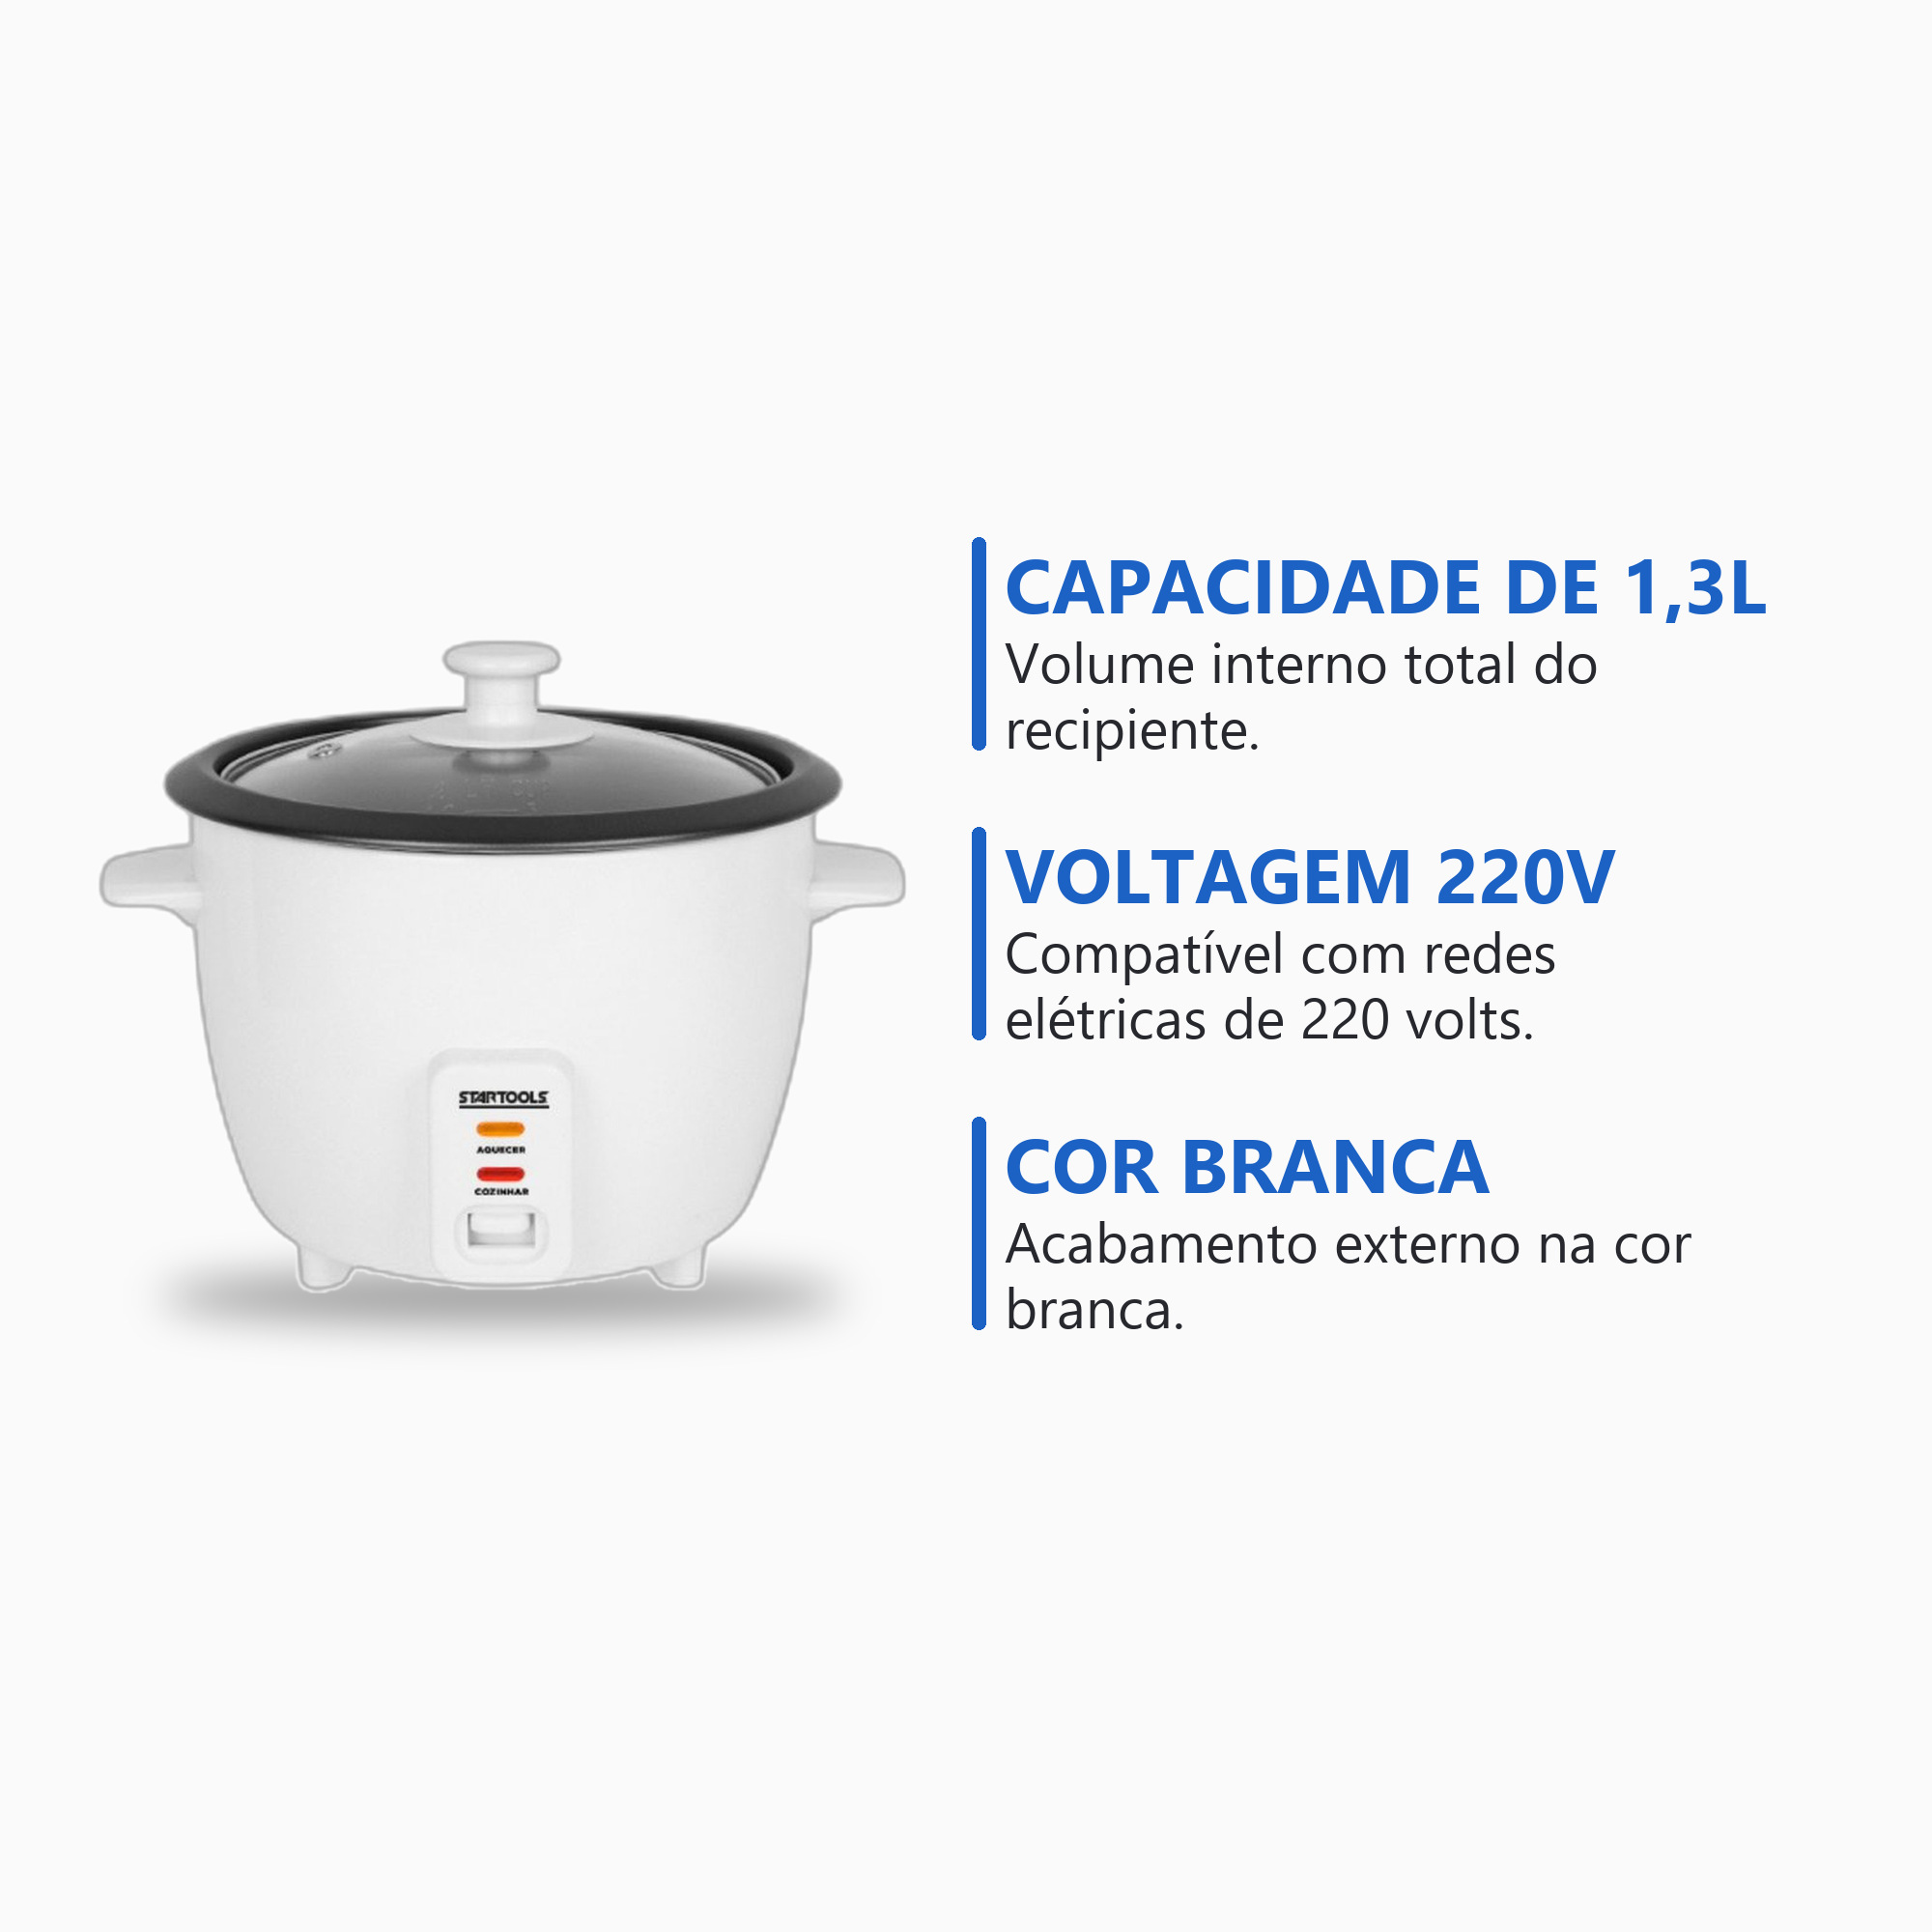 CAPACIDADE DE 1,3L
Volume interno total do
recipiente.
VOLTAGEM 220V
Compatível com redes
elétricas de 220 volts.
COR BRANCA
Acabamento externo na cor
branca.
STARTOOLS
AQUECER
COZINHAR